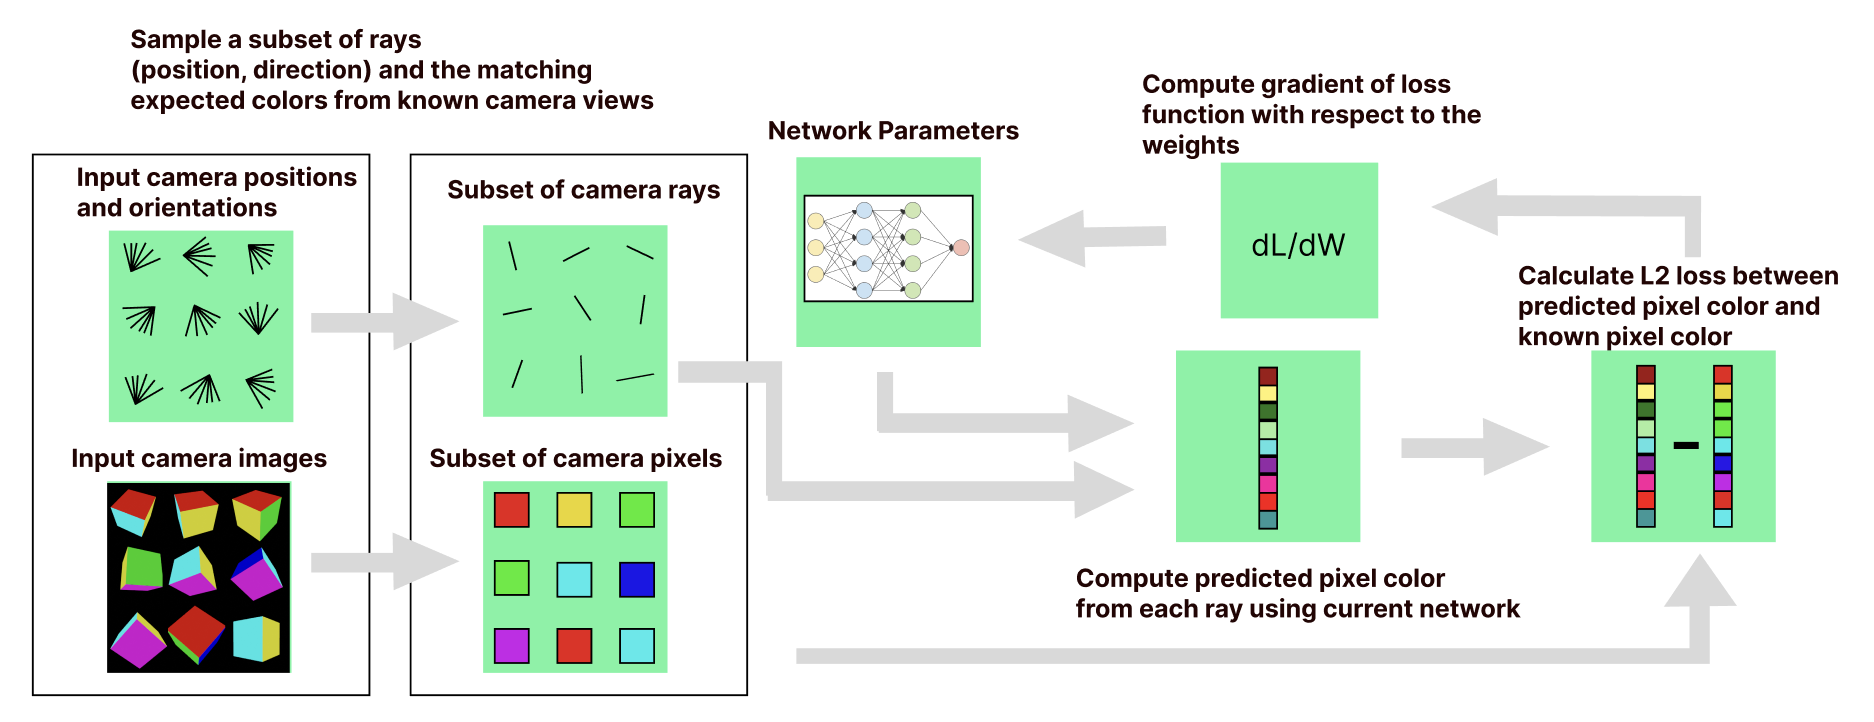 Sample a subset of rays
(position, direction) and the matching
expected colors from known camera views
Input camera positions
and orientations
Input camera images
Subset of camera rays
Subset of camera pixels
Network Parameters
Compute gradient of loss
function with respect to the
weights
dL/dW
Calculate L2 loss between
predicted pixel color and
known pixel color
Compute predicted pixel color
from each ray using current network